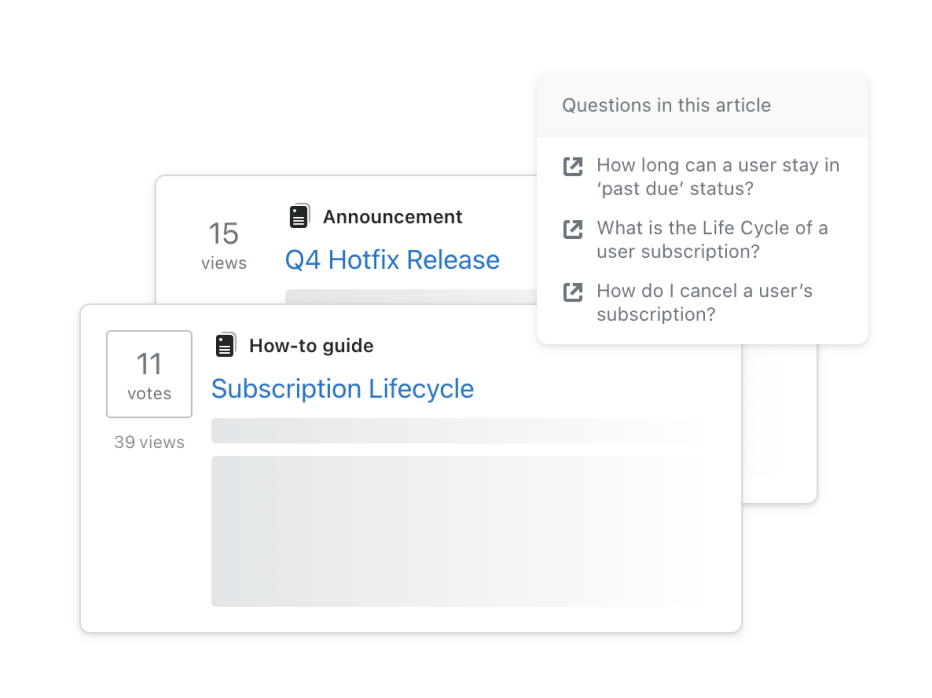 Questions in this article
How long can a user stay in
‘past due’ status?
What is the Life Cycle of a
user subscription?
How do I cancel a user’s
subscription?
15
views
Announcement
Q4 Hotfix Release
11
votes
39 views
How-to guide
Subscription Lifecycle